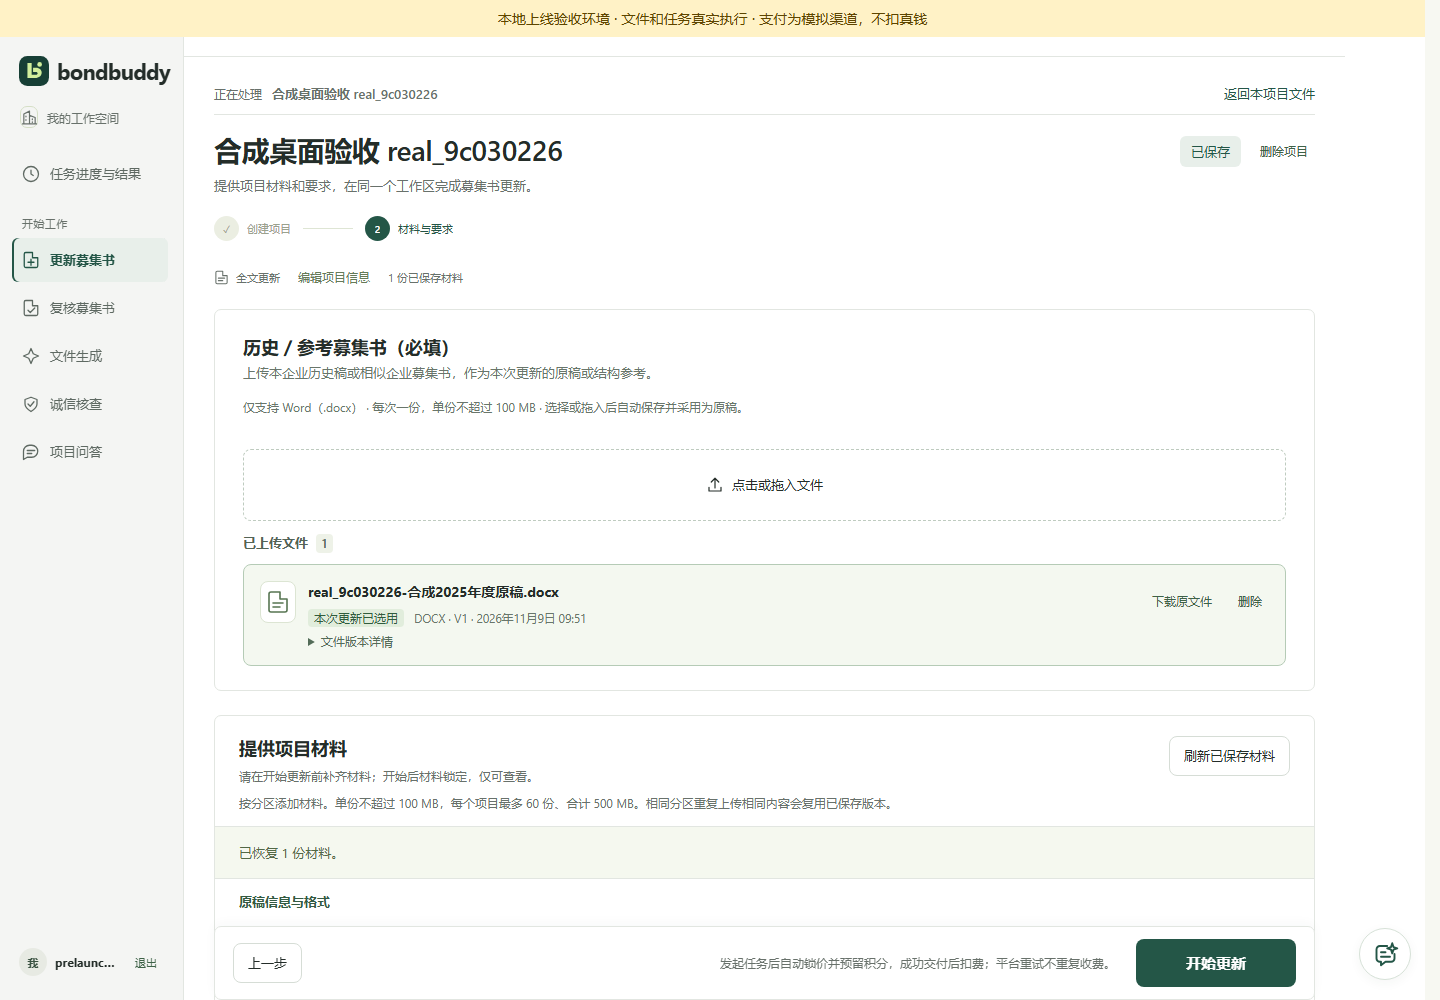 本地上线验收环境 · 文件和任务真实执行 · 支付为模拟渠道，不扣真钱
bondbuddy
我的工作空间
任务进度与结果
开始工作
更新募集书
复核募集书
文件生成
诚信核查
项目问答
我 prelaunc... 退出
正在处理 合成桌面验收 real_9c030226
返回本项目文件
合成桌面验收 real_9c030226
已保存 删除项目
提供项目材料和要求，在同一个工作区完成募集书更新。
✓ 创建项目 2 材料与要求
全文更新 编辑项目信息 1 份已保存材料
历史 / 参考募集书（必填）
上传本企业历史稿或相似企业募集书，作为本次更新的原稿或结构参考。
仅支持 Word（.docx） · 每次一份，单份不超过 100 MB · 选择或拖入后自动保存并采用为原稿。
点击或拖入文件
已上传文件 1
real_9c030226-合成2025年度原稿.docx
本次更新已选用 DOCX · V1 · 2026年11月9日 09:51
▶ 文件版本详情
下载原文件 删除
提供项目材料
刷新已保存材料
请在开始更新前补齐材料；开始后材料锁定，仅可查看。
按分区添加材料。单份不超过 100 MB，每个项目最多 60 份、合计 500 MB。相同分区重复上传相同内容会复用已保存版本。
已恢复 1 份材料。
原稿信息与格式
上一步
发起任务后自动锁价并预留积分，成功交付后扣费；平台重试不重复收费。
开始更新